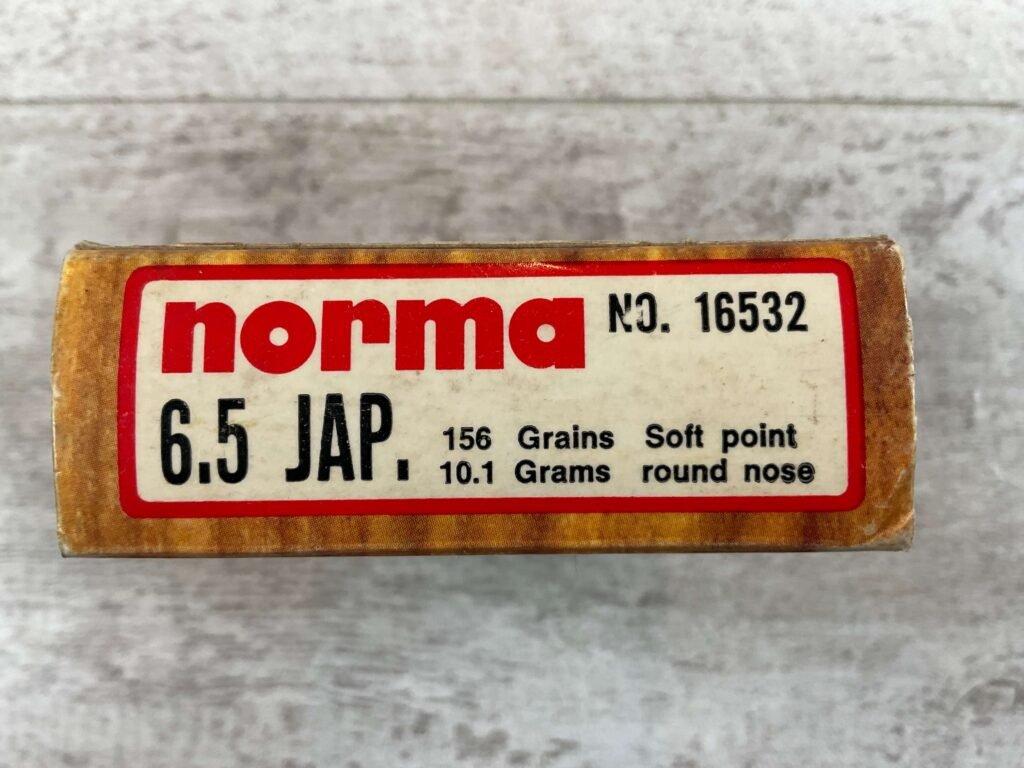 norma NO. 16532
6.5 JAP. 156 Grains Soft point
10.1 Grams round nose